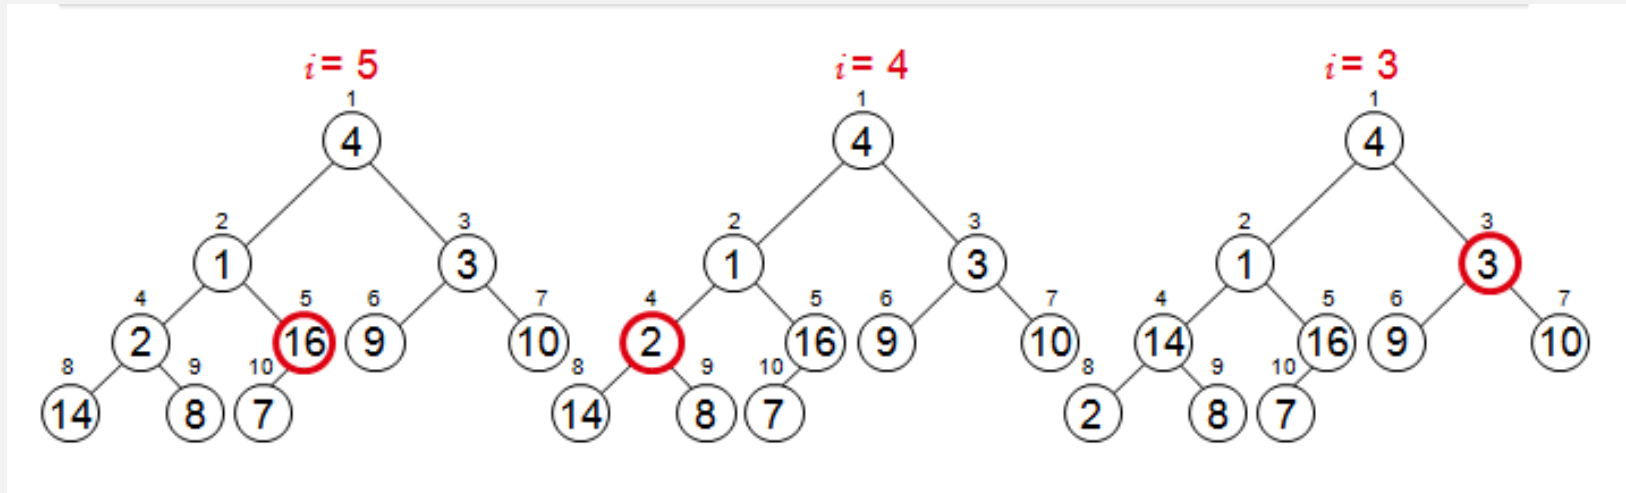 i = 5 i = 4 i = 3
1 1 1
4 4 4
2 3 2 3 2 3
1 3 1 3 1 3
4 5 6 7 4 5 6 7 4 5 6 7
2 16 9 10 2 16 9 10 14 16 9 10
8 9 10 8 9 10 8 9 10
14 8 7 14 8 7 2 8 7